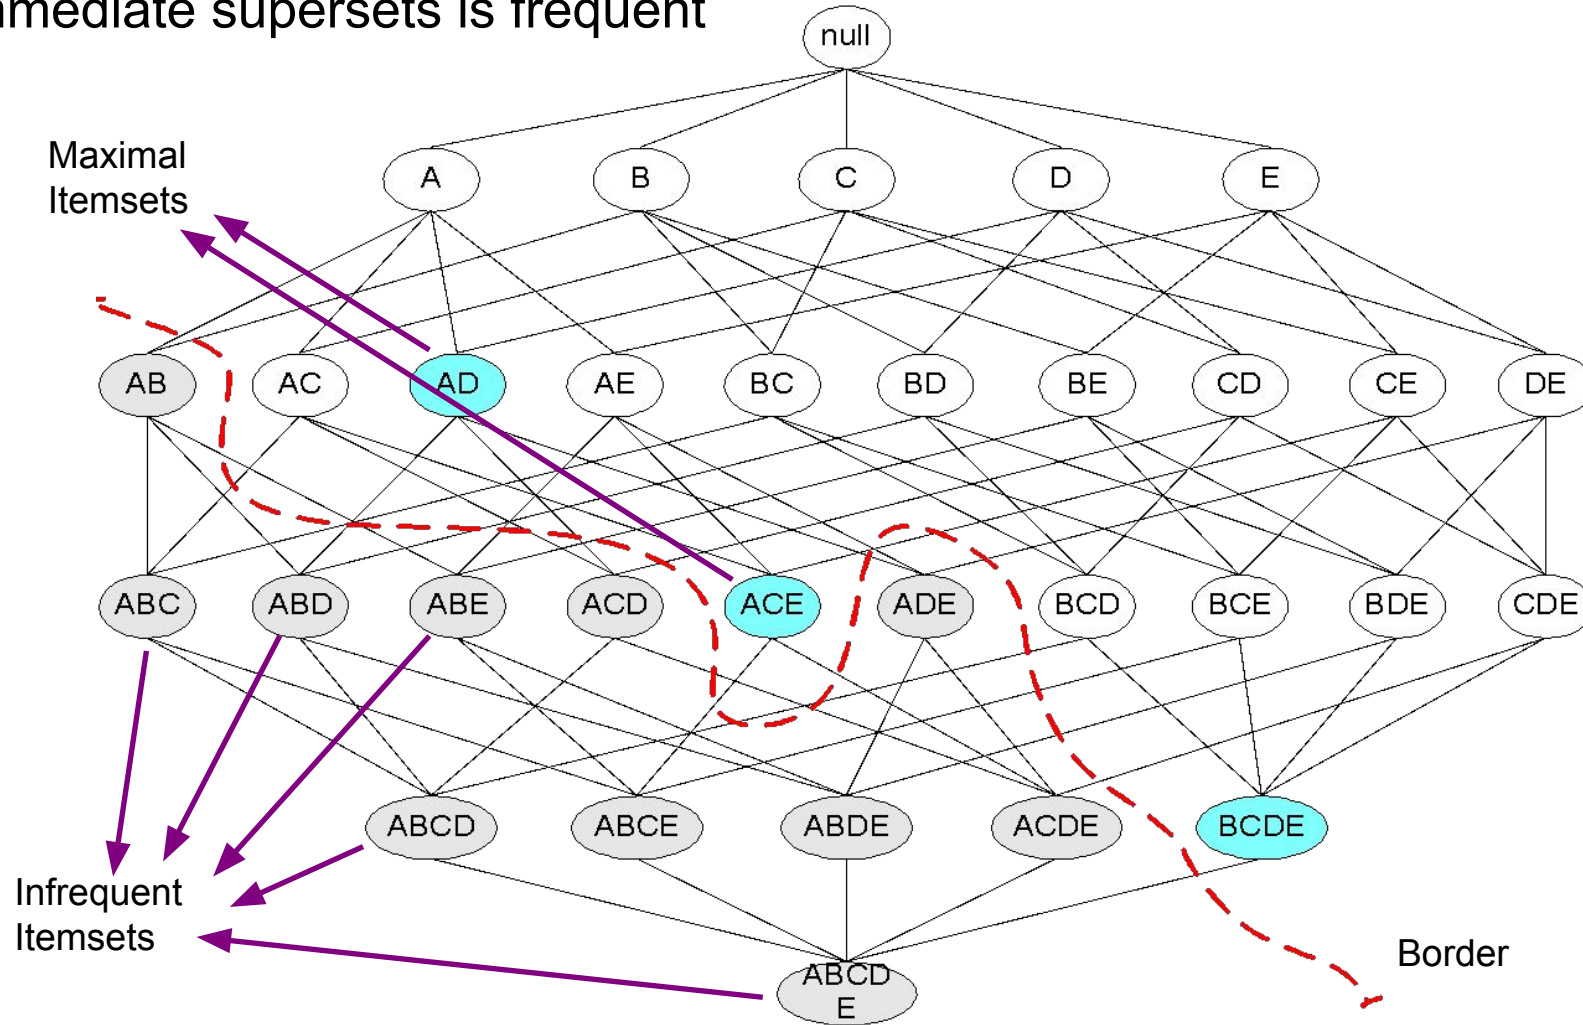 immediate supersets is frequent
null
Maximal
Itemsets
A B C D E
AB AC AD AE BC BD BE CD CE DE
ABC ABD ABE ACD ACE ADE BCD BCE BDE CDE
ABCD ABCE ABDE ACDE BCDE
Infrequent
Itemsets
Border
ABCD
E